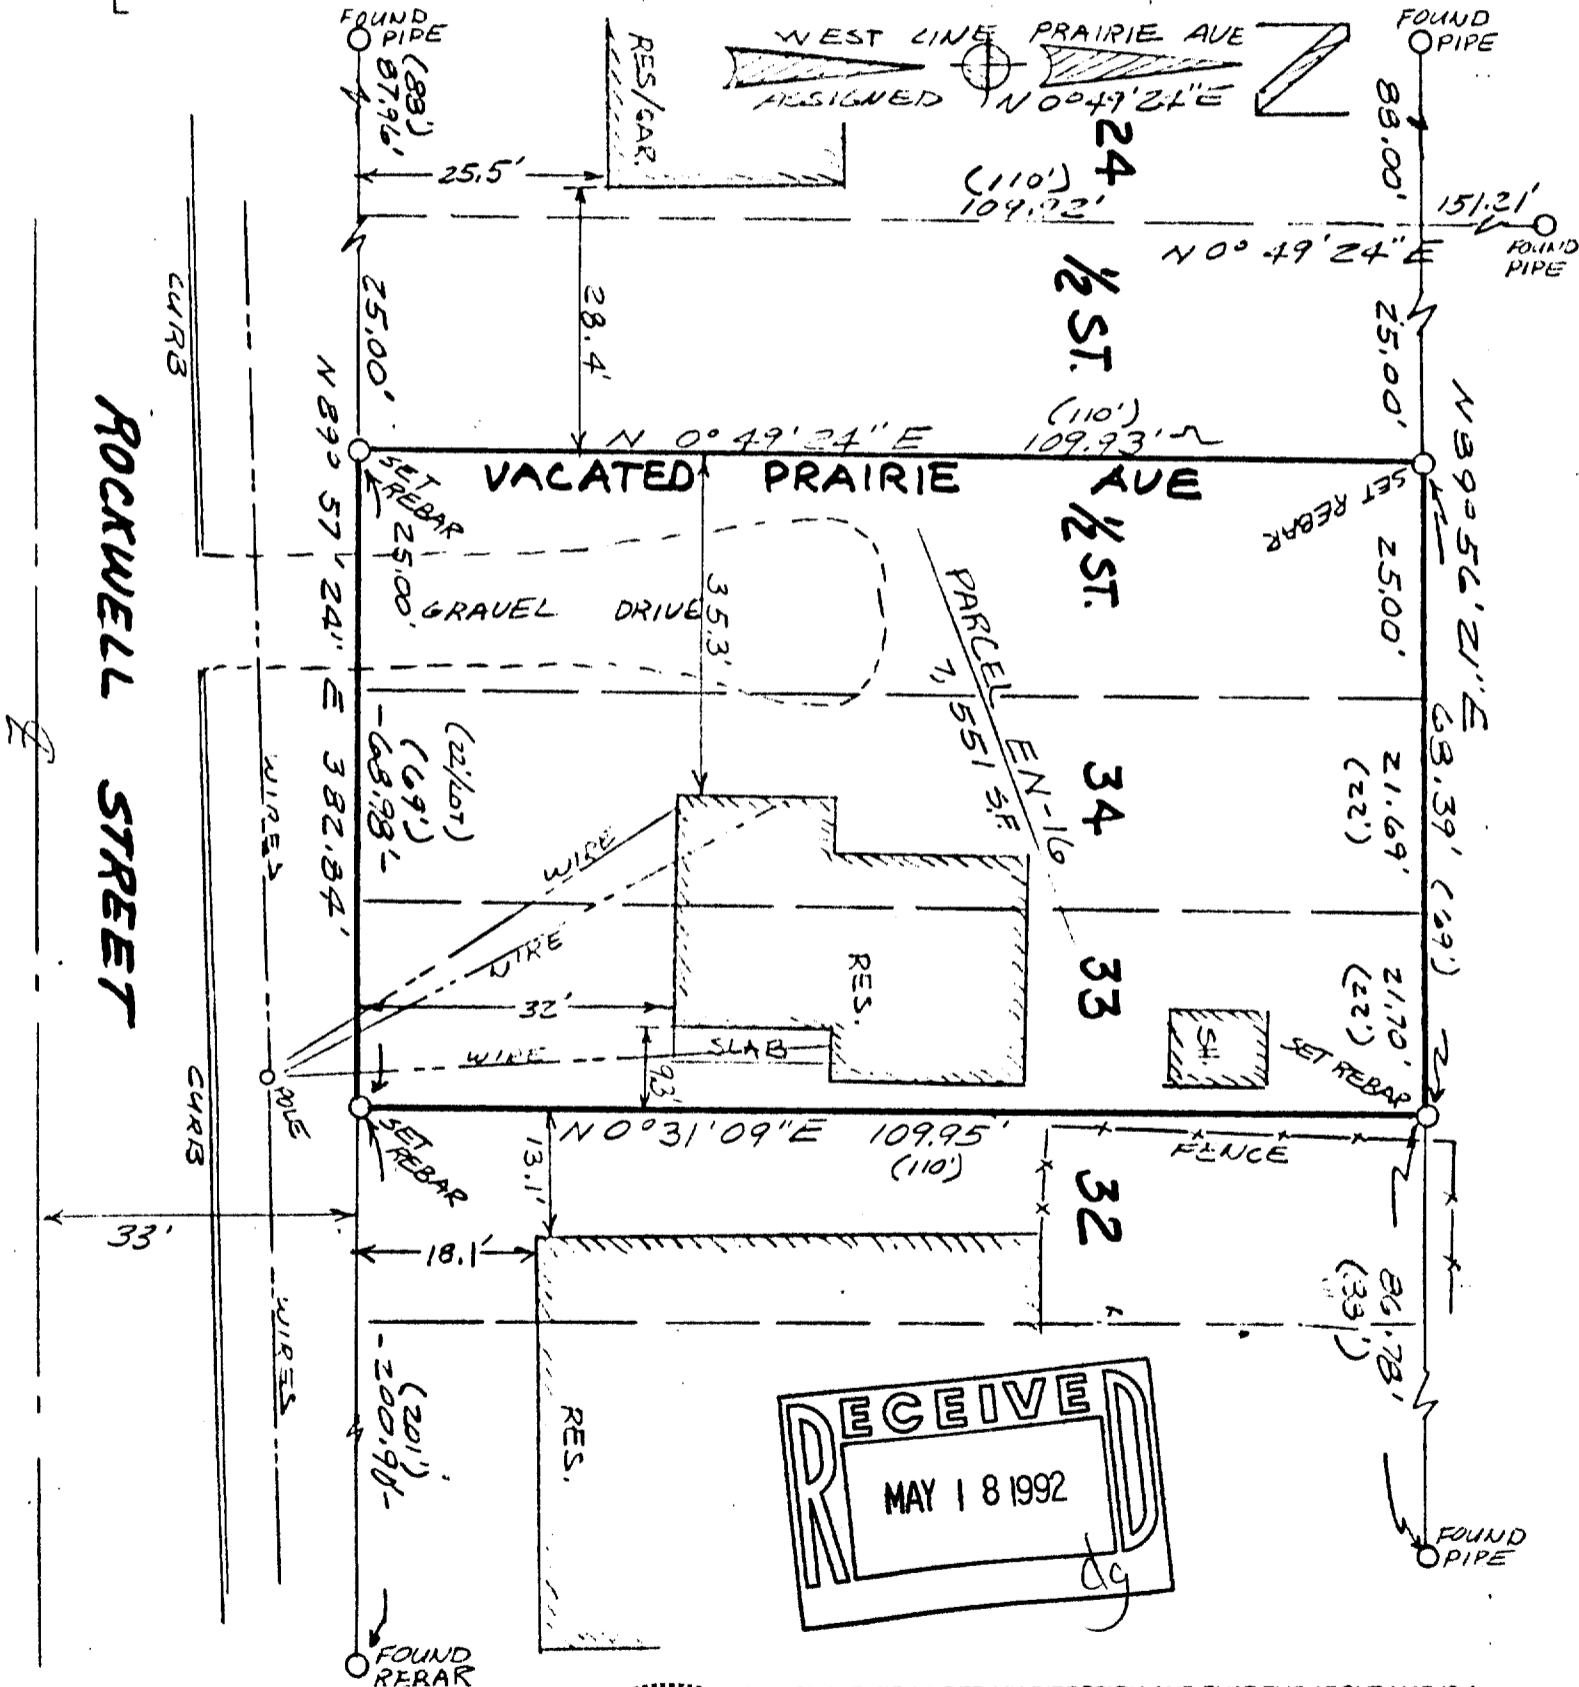 FOUND
PIPE
(88')
87.96'
RES/GAR.
WEST LINE PRAIRIE AVE
ASSIGNED N 0° 49' 24" E
N
FOUND
PIPE
88.00'
24
25.5'
(110')
109.92'
151.21'
N 0° 49' 24" E
FOUND
PIPE
CURB
25.00'
28.4'
1/2 ST.
25.00'
(110')
N 0° 49' 24" E 109.93'
VACATED PRAIRIE AVE
SET
REBAR
SET REBAR
N 89° 57' 24" E 382.84'
N 89° 56' 21" E
68.39' (69')
ROCKWELL STREET
25.00'
GRAVEL DRIVE
35.3'
1/2 ST.
25.00'
PARCEL EN-16
7,551 S.F.
(22'/LOT)
(69')
-68.98'-
34
21.69'
(22')
WIRES
WIRE
WIRE
RES.
33
21.70'
(22')
32'
SH
SET REBAR
WIRE
SLAB
9.3'
POLE
CURB
SET
REBAR
N 0° 31' 09" E 109.95'
(110')
FENCE
13.1'
32
33'
18.1'
86.78'
WIRES
(201')
-200.90'-
RES.
RECEIVED
MAY 18 1992
dg
FOUND
PIPE
FOUND
REBAR